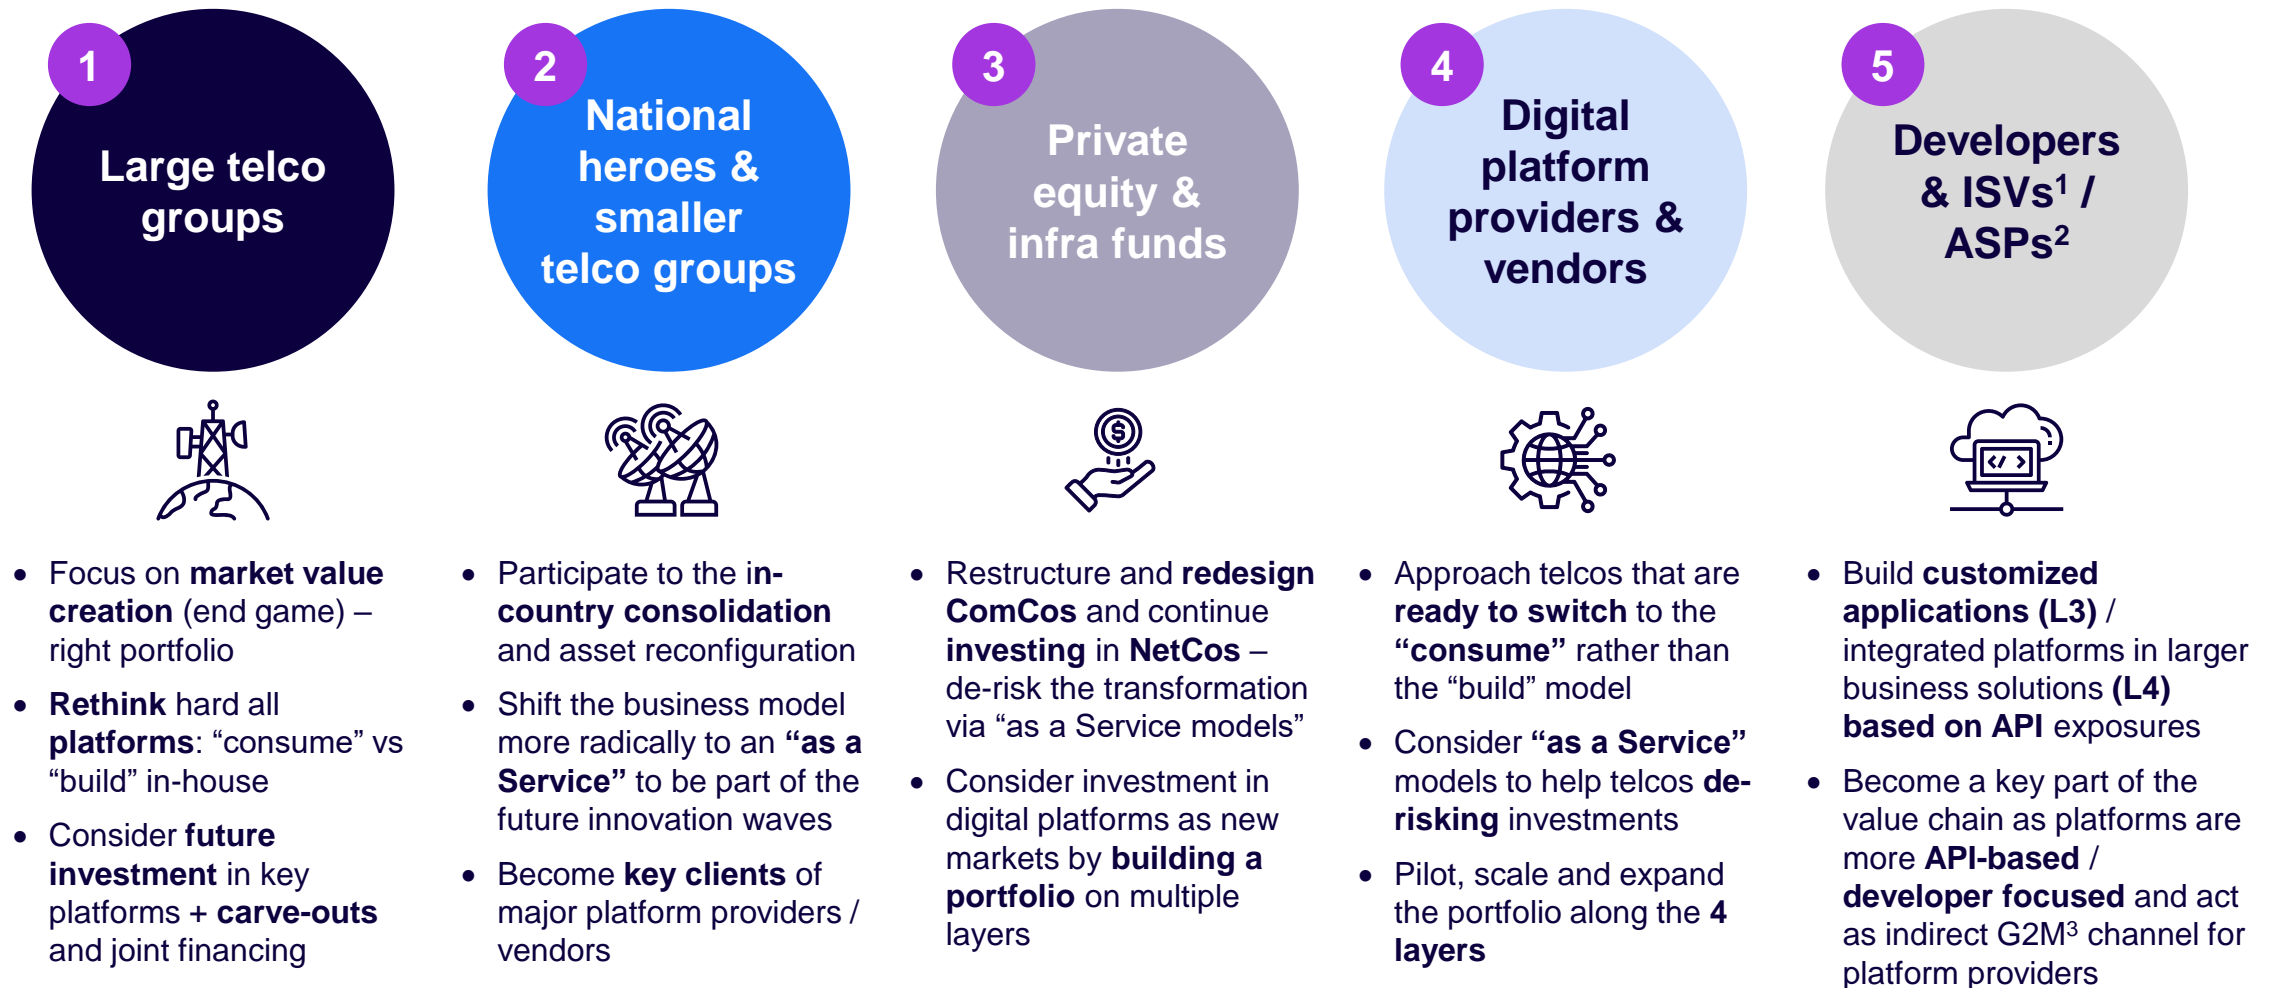 1
Large telco
groups
2
National
heroes &
smaller
telco groups
3
Private
equity &
infra funds
4
Digital
platform
providers &
vendors
5
Developers
& ISVs¹ /
ASPs²
$
</>
• Focus on market value
creation (end game) –
right portfolio
• Rethink hard all
platforms: “consume” vs
“build” in-house
• Consider future
investment in key
platforms + carve-outs
and joint financing
• Participate to the in-
country consolidation
and asset reconfiguration
• Shift the business model
more radically to an “as a
Service” to be part of the
future innovation waves
• Become key clients of
major platform providers /
vendors
• Restructure and redesign
ComCos and continue
investing in NetCos –
de-risk the transformation
via “as a Service models”
• Consider investment in
digital platforms as new
markets by building a
portfolio on multiple
layers
• Approach telcos that are
ready to switch to the
“consume” rather than
the “build” model
• Consider “as a Service”
models to help telcos de-
risking investments
• Pilot, scale and expand
the portfolio along the 4
layers
• Build customized
applications (L3) /
integrated platforms in larger
business solutions (L4)
based on API exposures
• Become a key part of the
value chain as platforms are
more API-based /
developer focused and act
as indirect G2M³ channel for
platform providers